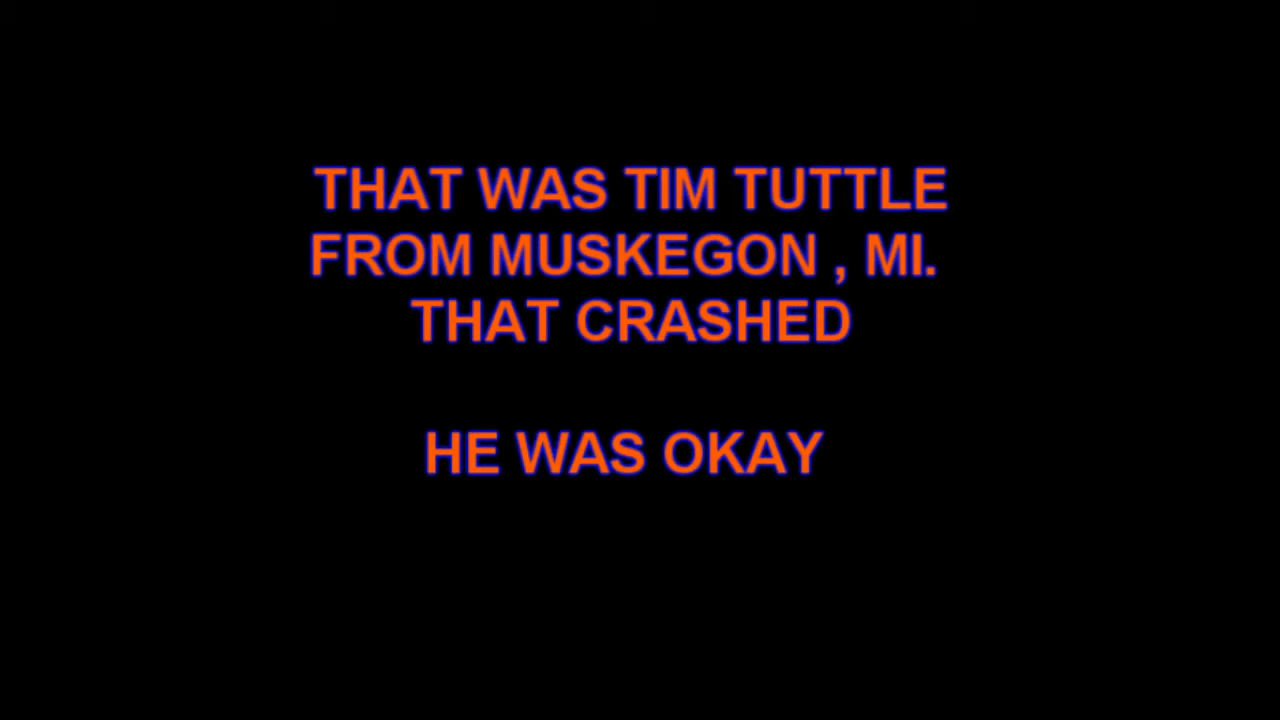 THAT WAS TIM TUTTLE
FROM MUSKEGON , MI.
THAT CRASHED
HE WAS OKAY